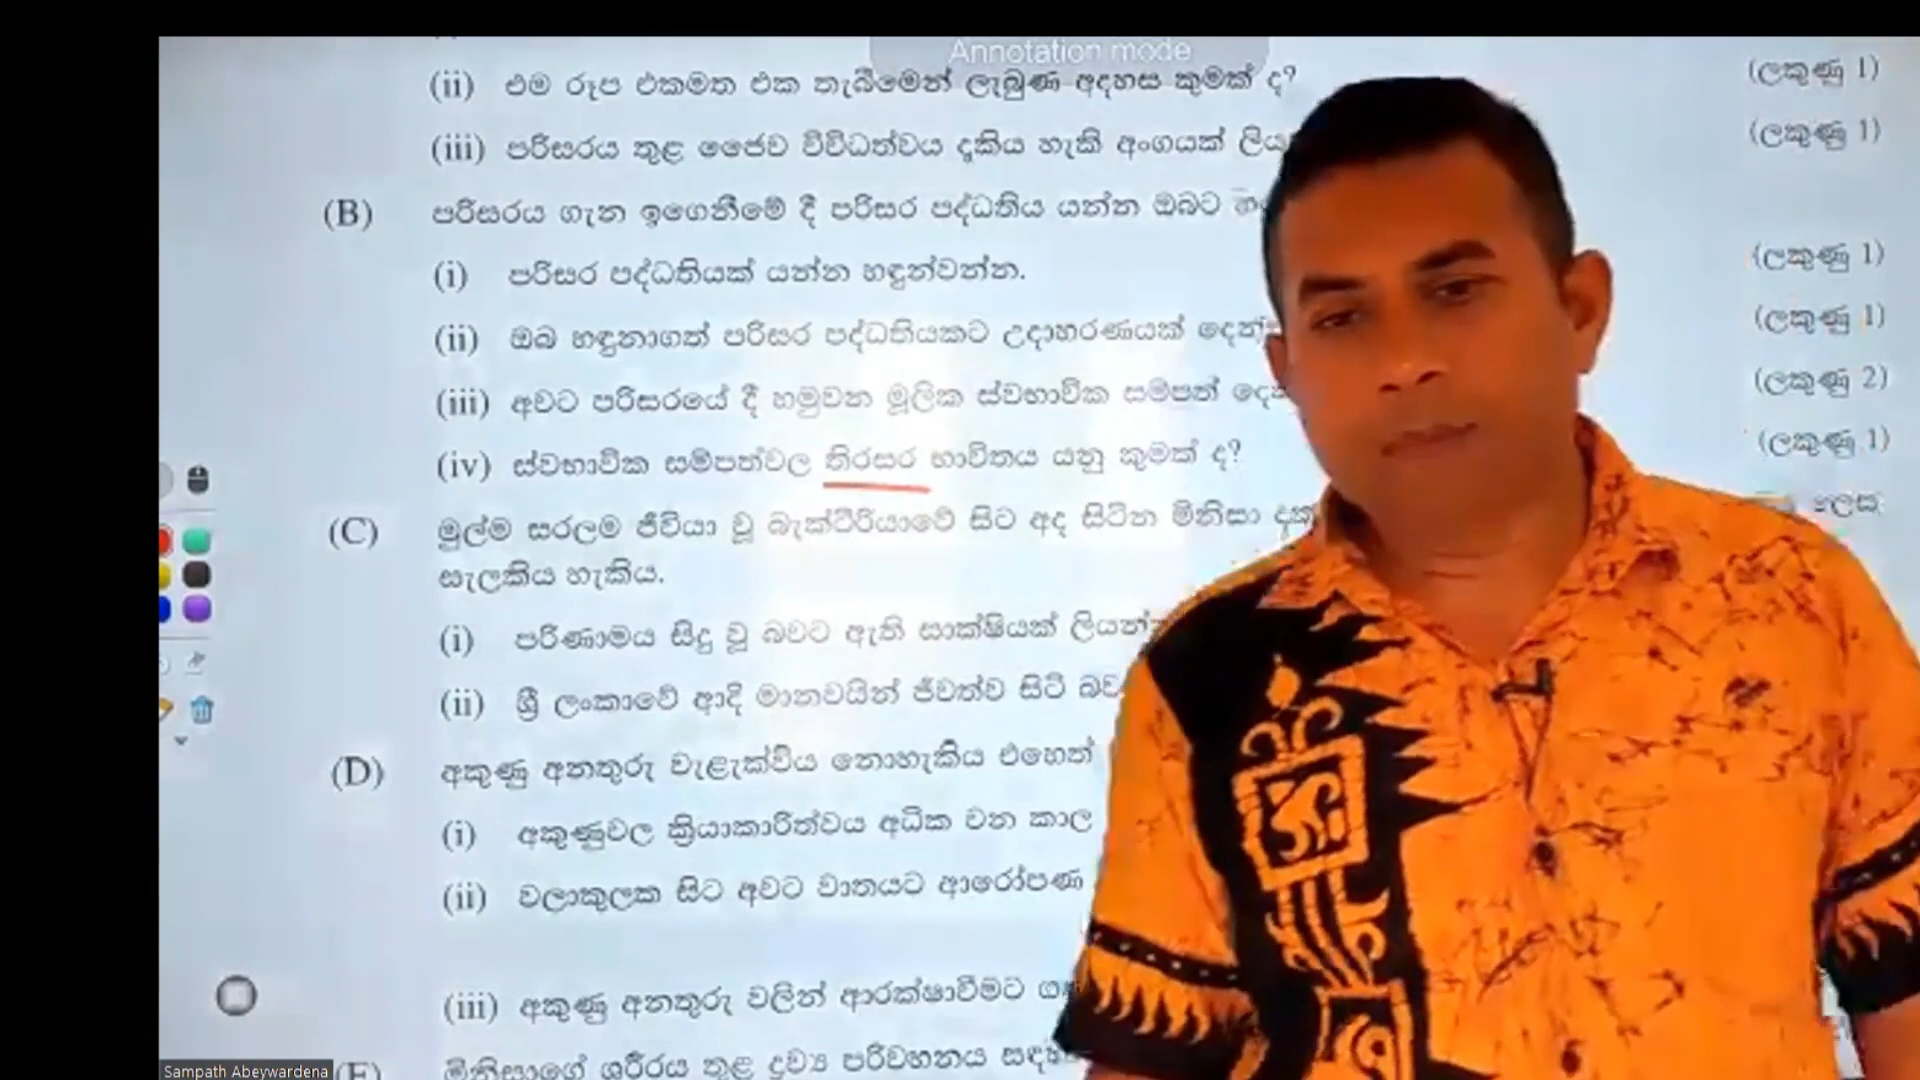 Annotation mode
(ii) එම රූප එකමත එක තැබීමෙන් ලැබුණ අදහස කුමක් ද? (ලකුණු 1)
(iii) පරිසරය තුළ ජෛව විවිධත්වය දැකිය හැකි අංගයක් (ලකුණු 1)
(B) පරිසරය ගැන ඉගෙනීමේ දී පරිසර පද්ධතිය යන්න ඔබට
(i) පරිසර පද්ධතියක් යන්න හඳුන්වන්න. (ලකුණු 1)
(ii) ඔබ හඳුනාගත් පරිසර පද්ධතියකට උදාහරණයක් (ලකුණු 1)
(iii) අවට පරිසරයේ දී හමුවන මූලික ස්වභාවික සම්පත් (ලකුණු 2)
(iv) ස්වභාවික සම්පත්වල තිරසර භාවිතය යනු කුමක් ද? (ලකුණු 1)
(C) මුල්ම සරලම ජීවියා වූ බැක්ටීරියාවේ සිට අද සිටින මිනිසා
සැලකිය හැකිය.
(i) පරිණාමය සිදු වූ බවට ඇති සාක්ෂියක්
(ii) ශ්‍රී ලංකාවේ ආදි මානවයින් ජීවත්ව සිටි
(D) අකුණු අනතුරු වැළැක්විය නොහැකිය එහෙත්
(i) අකුණුවල ක්‍රියාකාරීත්වය අධික වන කාල
(ii) වලාකුලක සිට අවට වාතයට ආරෝපණ
(iii) අකුණු අනතුරු වලින් ආරක්ෂාවීමට
මිනිසාගේ ශරීරය තුළ ද්‍රව්‍ය පරිවහනය
Sampath Abeywardena